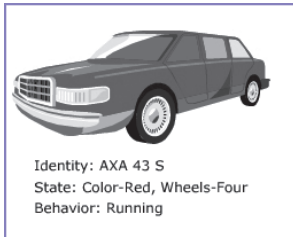 Identity: AXA 43 S
State: Color-Red, Wheels-Four
Behavior: Running